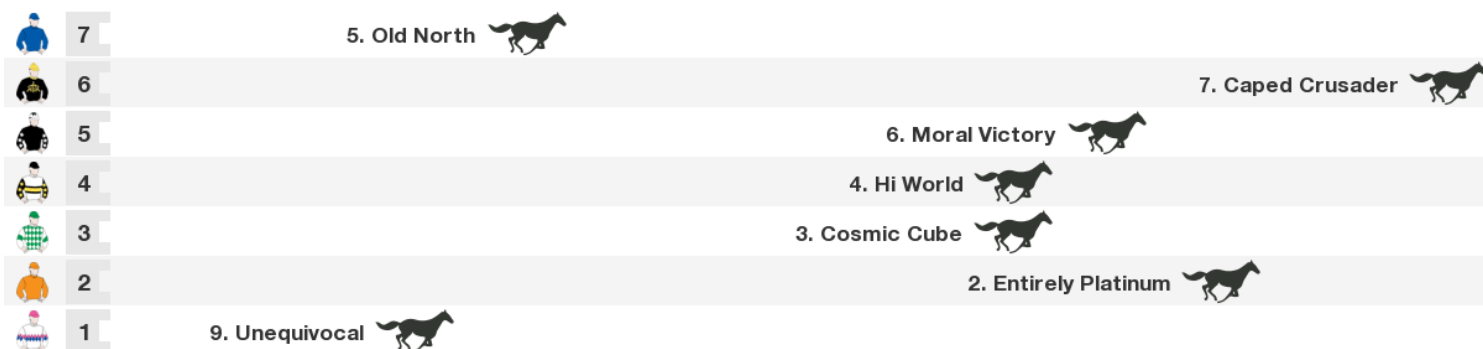 7 5. Old North
6 7. Caped Crusader
5 6. Moral Victory
4 4. Hi World
3 3. Cosmic Cube
2 2. Entirely Platinum
1 9. Unequivocal